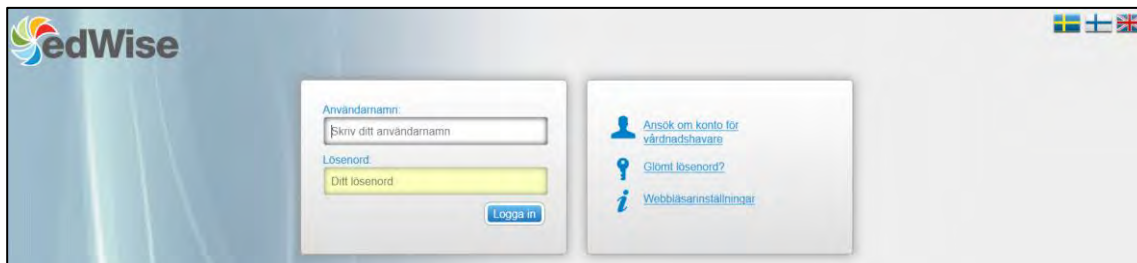 edWise
Användarnamn:
Skriv ditt användarnamn
Lösenord:
Ditt lösenord
Logga in
Ansök om konto för
vårdnadshavare
Glömt lösenord?
Webbläsarinställningar